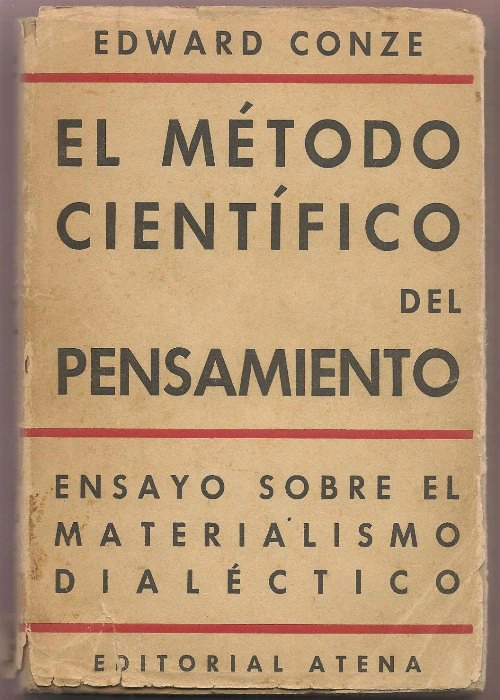 EDWARD CONZE
EL MÉTODO
CIENTÍFICO
DEL
PENSAMIENTO
ENSAYO SOBRE EL
MATERIALISMO
DIALÉCTICO
EDITORIAL ATENA